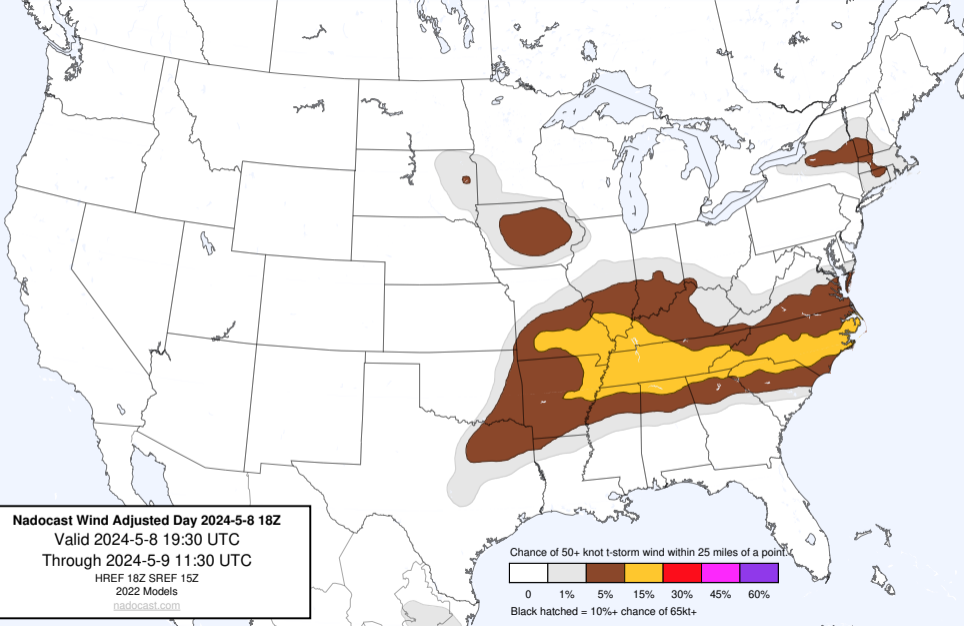 Nadocast Wind Adjusted Day 2024-5-8 18Z
Valid 2024-5-8 19:30 UTC
Through 2024-5-9 11:30 UTC
HREF 18Z SREF 15Z
2022 Models
nadocast.com
Chance of 50+ knot t-storm wind within 25 miles of a point.
0 1% 5% 15% 30% 45% 60%
Black hatched = 10%+ chance of 65kt+